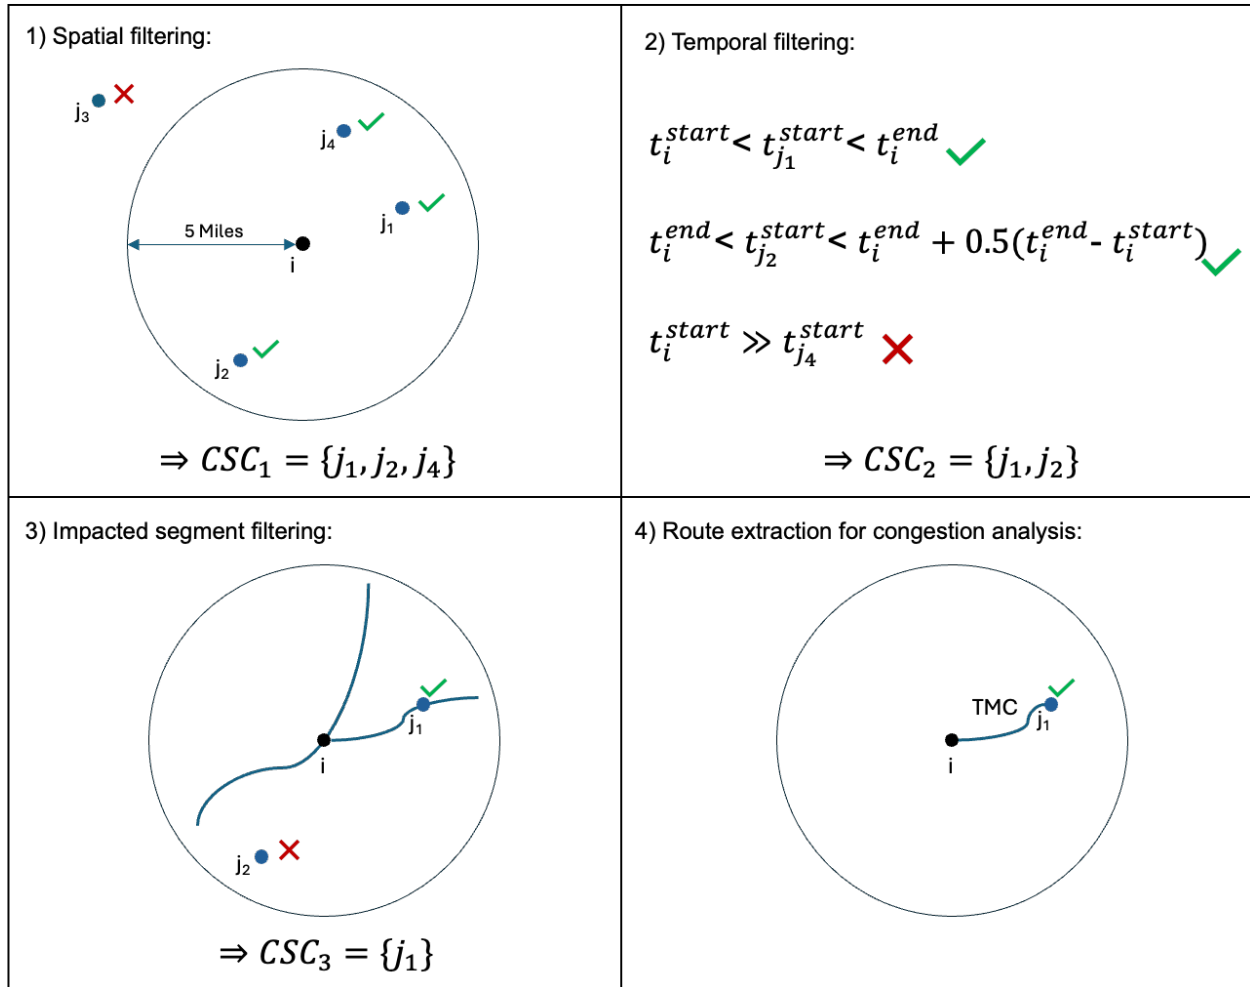 1) Spatial filtering:
j3
j4
j1
5 Miles
i
j2
⇒ CSC₁ = {j₁, j₂, j₄}
2) Temporal filtering:
t_i^start < t_j₁^start < t_i^end
t_i^end < t_j₂^start < t_i^end + 0.5(t_i^end - t_i^start)
t_i^start ≫ t_j₄^start
⇒ CSC₂ = {j₁, j₂}
3) Impacted segment filtering:
j1
i
j2
⇒ CSC₃ = {j₁}
4) Route extraction for congestion analysis:
TMC
j1
i